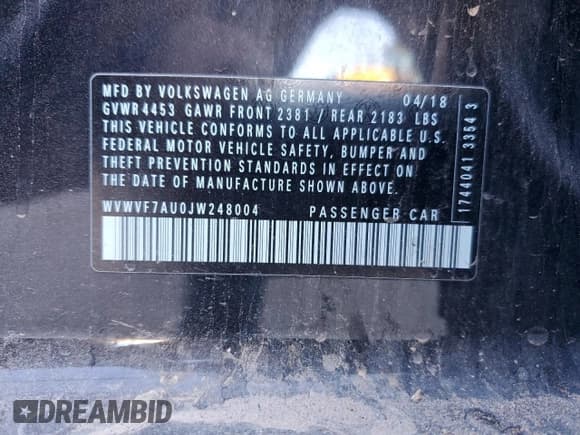 MFD BY VOLKSWAGEN AG GERMANY 04/18
GVWR 4453 GAWR FRONT 2381 / REAR 2183 LBS
THIS VEHICLE CONFORMS TO ALL APPLICABLE U.S.
FEDERAL MOTOR VEHICLE SAFETY, BUMPER AND
THEFT PREVENTION STANDARDS IN EFFECT ON
THE DATE OF MANUFACTURE SHOWN ABOVE.
WVWVF7AU0JW248004 PASSENGER CAR
1744041 3354 3
DREAMBID